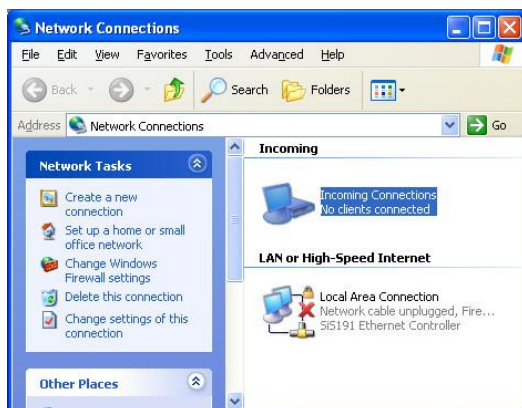 Network Connections
File Edit View Favorites Tools Advanced Help
Back Search Folders
Address Network Connections Go
Network Tasks
Create a new
connection
Set up a home or small
office network
Change Windows
Firewall settings
Delete this connection
Change settings of this
connection
Other Places
Incoming
Incoming Connections
No clients connected
LAN or High-Speed Internet
Local Area Connection
Network cable unplugged, Fire...
SiS191 Ethernet Controller